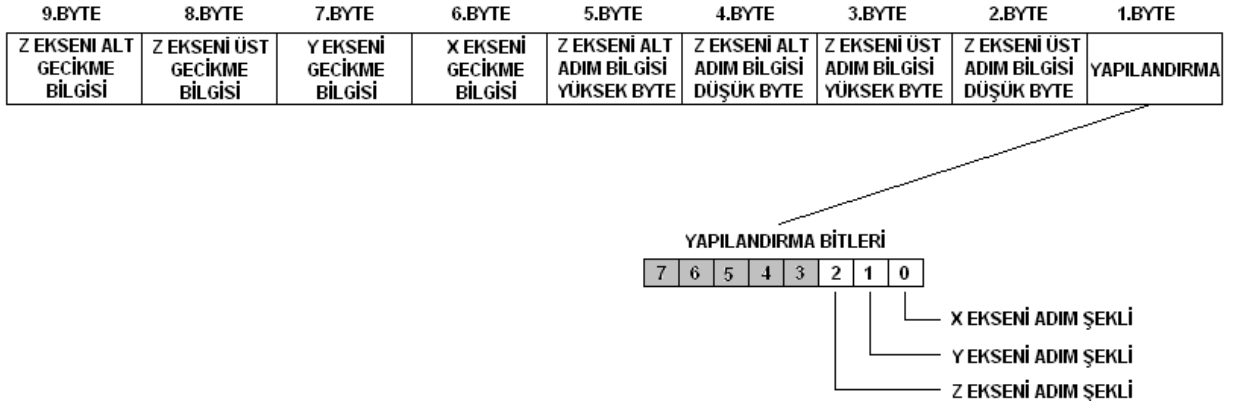 9.BYTE 8.BYTE 7.BYTE 6.BYTE 5.BYTE 4.BYTE 3.BYTE 2.BYTE 1.BYTE
Z EKSENI ALT GECİKME BİLGİSİ
Z EKSENİ ÜST GECİKME BİLGİSİ
Y EKSENİ GECİKME BİLGİSİ
X EKSENİ GECİKME BİLGİSİ
Z EKSENİ ALT ADIM BİLGİSİ YÜKSEK BYTE
Z EKSENİ ALT ADIM BİLGİSİ DÜŞÜK BYTE
Z EKSENİ ÜST ADIM BİLGİSİ YÜKSEK BYTE
Z EKSENİ ÜST ADIM BİLGİSİ DÜŞÜK BYTE
YAPILANDIRMA
YAPILANDIRMA BİTLERİ
7 6 5 4 3 2 1 0
X EKSENİ ADIM ŞEKLİ
Y EKSENİ ADIM ŞEKLİ
Z EKSENİ ADIM ŞEKLİ